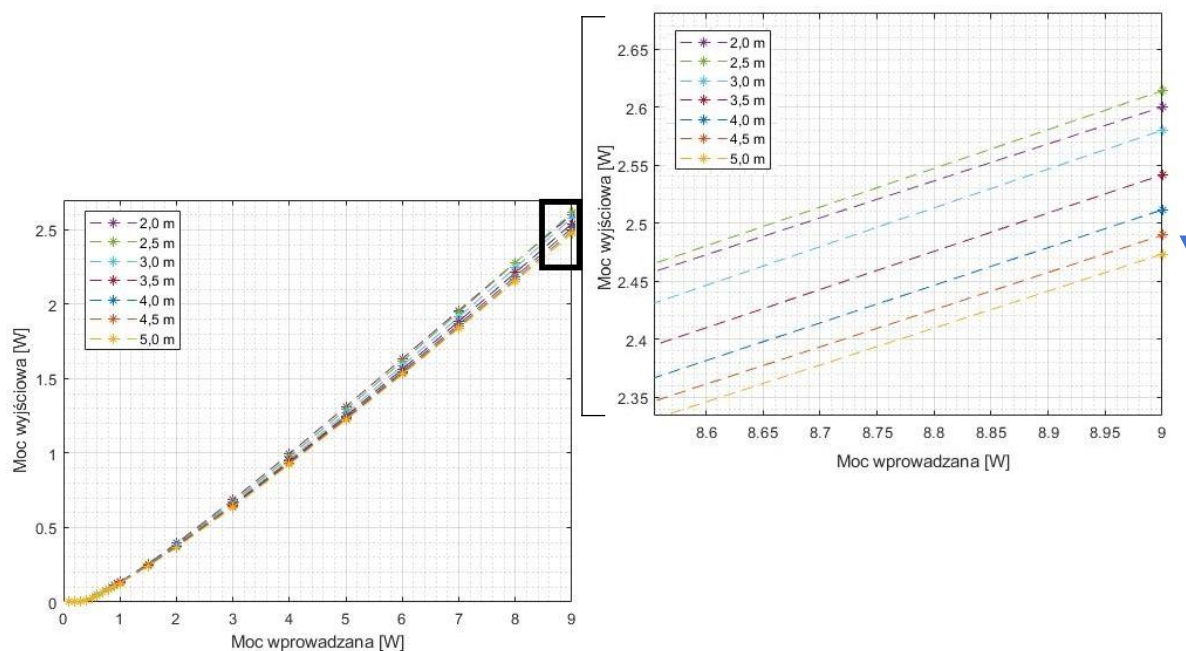 2.5
2
1.5
1
0.5
0
0
1
2
3
4
5
6
7
8
9
Moc wyjściowa [W]
Moc wprowadzana [W]
2,0 m
2,5 m
3,0 m
3,5 m
4,0 m
4,5 m
5,0 m
2.65
2.6
2.55
2.5
2.45
2.4
2.35
8.6
8.65
8.7
8.75
8.8
8.85
8.9
8.95
9
Moc wyjściowa [W]
Moc wprowadzana [W]
2,0 m
2,5 m
3,0 m
3,5 m
4,0 m
4,5 m
5,0 m